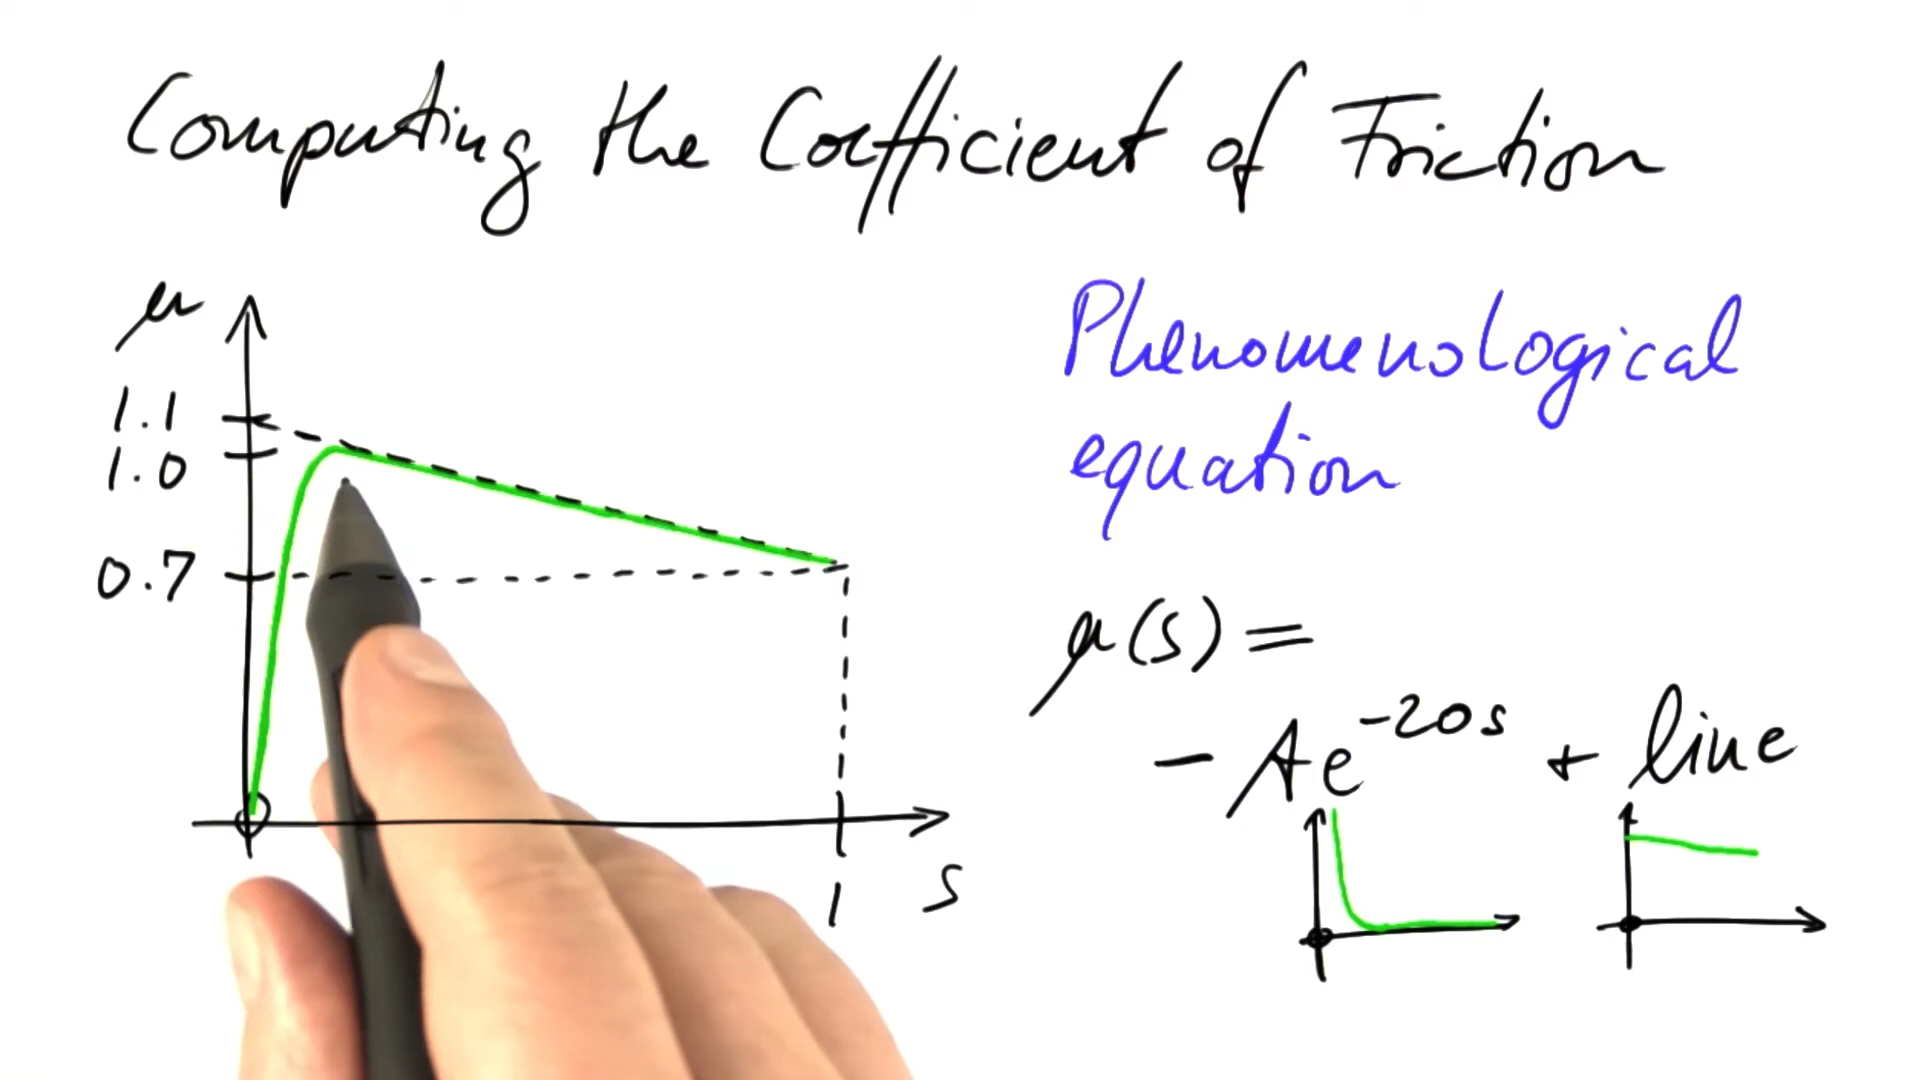 Computing the Coefficient of Friction
μ
1.1
1.0
0.7
1
s
Phenomenological
equation
μ(s) =
- Ae^-20s + line